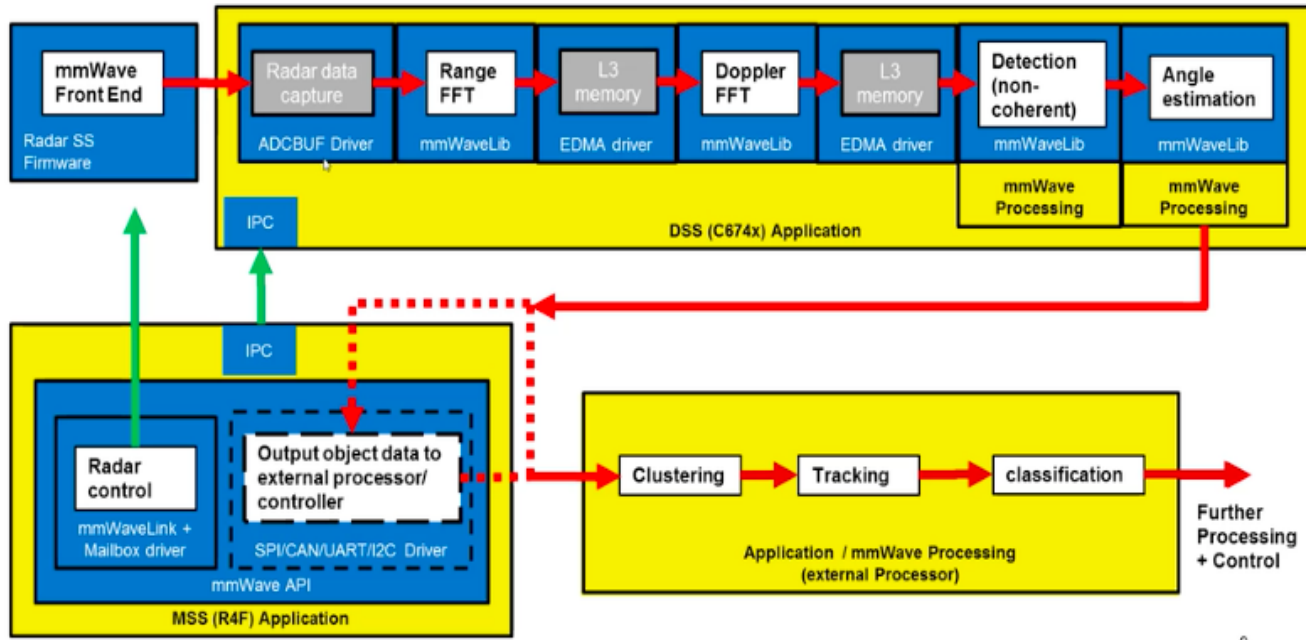 mmWave
Front End
Radar SS
Firmware
Radar data
capture
ADCBUF Driver
Range
FFT
mmWaveLib
L3
memory
EDMA driver
Doppler
FFT
mmWaveLib
L3
memory
EDMA driver
Detection
(non-
coherent)
mmWaveLib
mmWave
Processing
Angle
estimation
mmWaveLib
mmWave
Processing
IPC
DSS (C674x) Application
IPC
Radar
control
mmWaveLink +
Mailbox driver
Output object data to
external processor/
controller
SPI/CAN/UART/I2C Driver
mmWave API
MSS (R4F) Application
Clustering
Tracking
classification
Application / mmWave Processing
(external Processor)
Further
Processing
+ Control